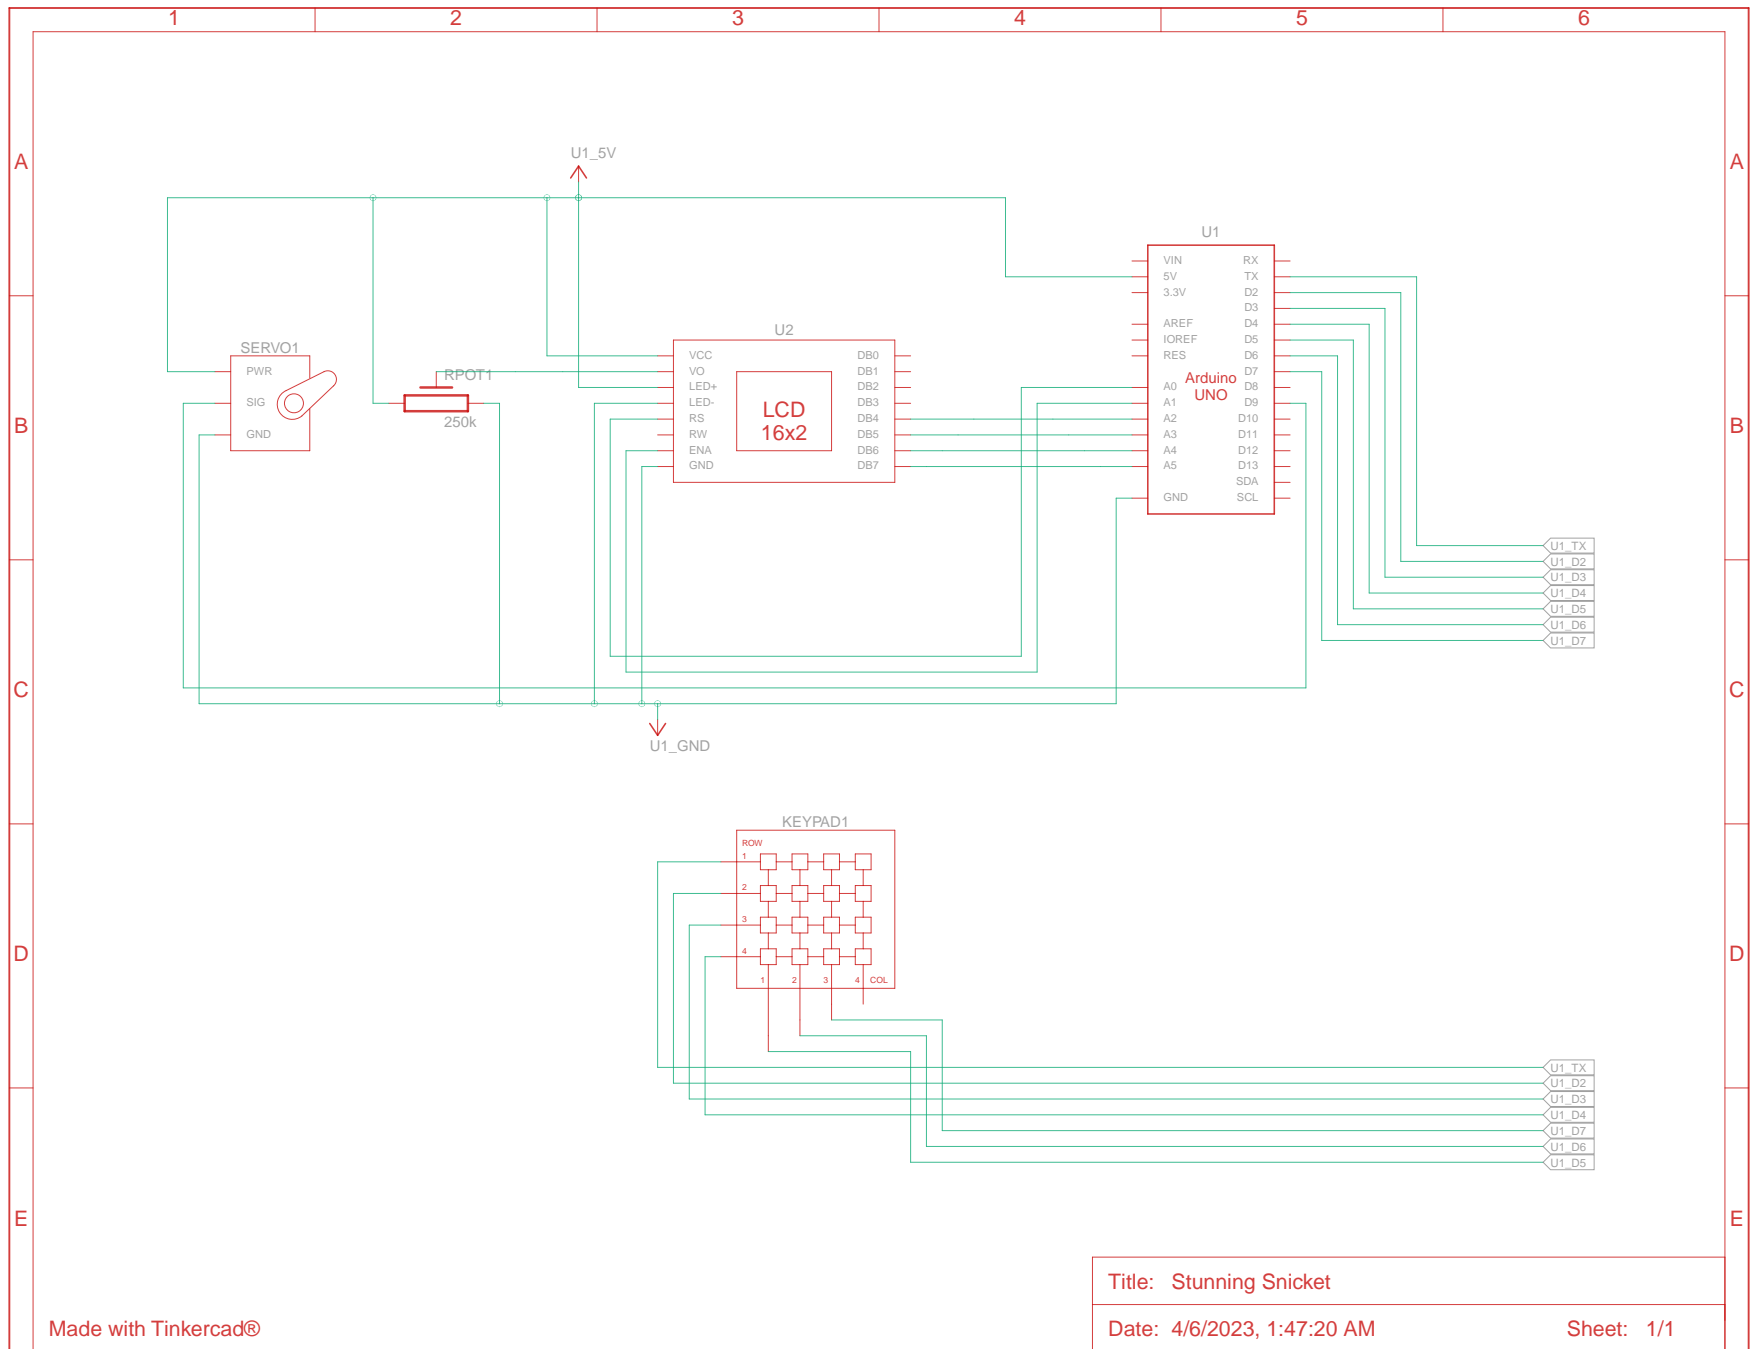 1 2 3 4 5 6
A A
U1_5V
U1
VIN RX
5V TX
3.3V D2
D3
AREF D4
IOREF D5
RES D6
D7
A0 D8
A1 D9
A2 D10
A3 D11
A4 D12
A5 D13
SDA
GND SCL
Arduino
UNO
B B
SERVO1
PWR
SIG
GND
RPOT1
250k
U2
VCC DB0
VO DB1
LED+ DB2
LED- DB3
RS DB4
RW DB5
ENA DB6
GND DB7
LCD
16x2
U1_TX
U1_D2
U1_D3
U1_D4
U1_D5
U1_D6
U1_D7
C C
U1_GND
KEYPAD1
ROW
1
2
3
4
1 2 3 4 COL
D D
U1_TX
U1_D2
U1_D3
U1_D4
U1_D7
U1_D6
U1_D5
E E
Title: Stunning Snicket
Made with Tinkercad®
Date: 4/6/2023, 1:47:20 AM Sheet: 1/1